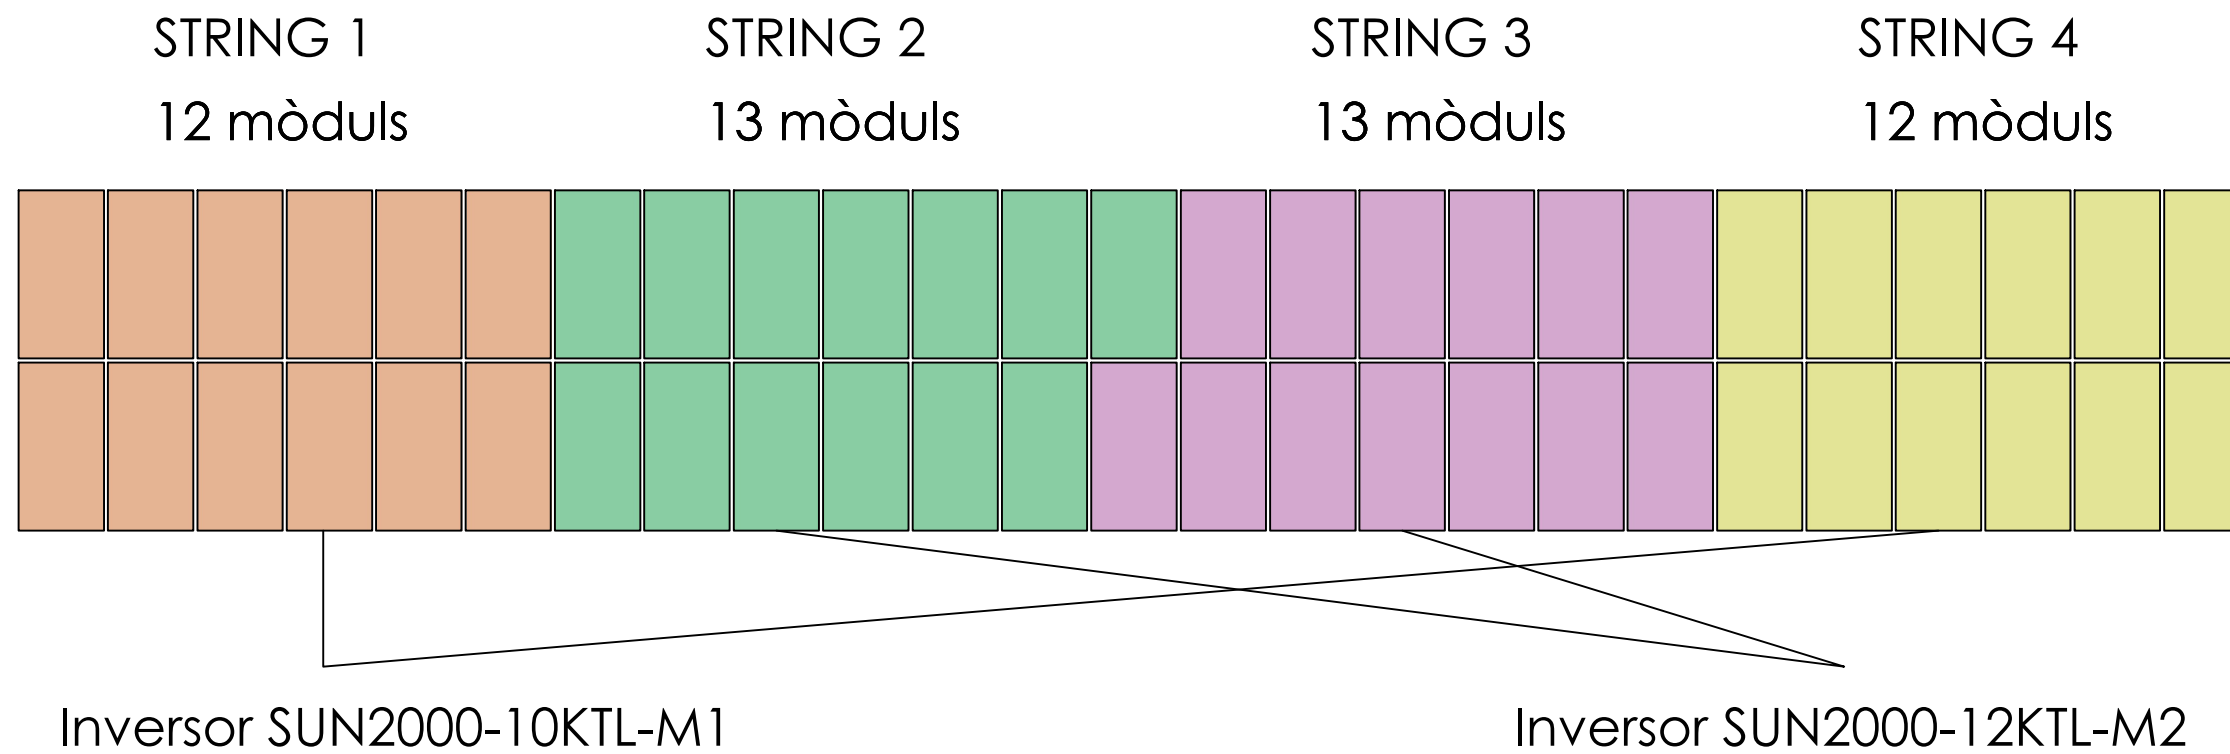 STRING 1
12 mòduls
STRING 2
13 mòduls
STRING 3
13 mòduls
STRING 4
12 mòduls
Inversor SUN2000-10KTL-M1
Inversor SUN2000-12KTL-M2